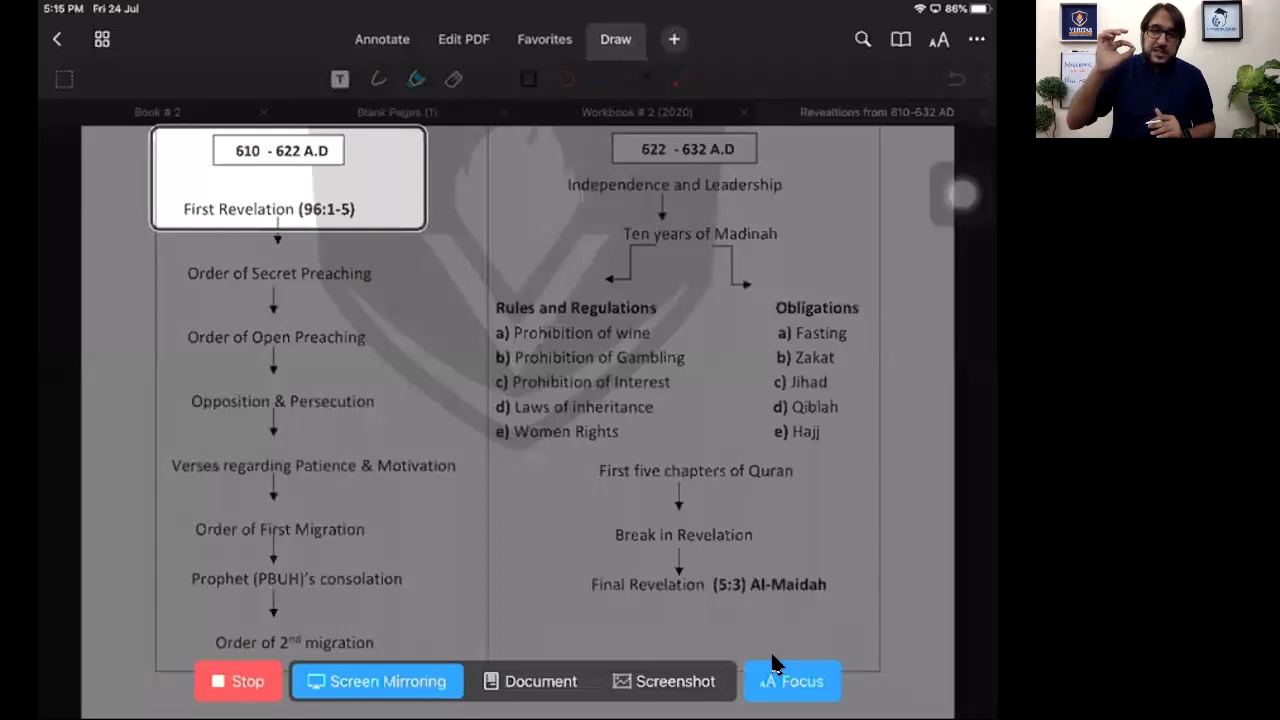 5:15 PM Fri 24 Jul
86%
Annotate
Edit PDF
Favorites
Draw
Book # 2
Blank Pages (1)
Workbook # 2 (2020)
Revealtions from 610-632 AD
610 - 622 A.D
First Revelation (96:1-5)
Order of Secret Preaching
Order of Open Preaching
Opposition & Persecution
Verses regarding Patience & Motivation
Order of First Migration
Prophet (PBUH)'s consolation
Order of 2nd migration
622 - 632 A.D
Independence and Leadership
Ten years of Madinah
Rules and Regulations
a) Prohibition of wine
b) Prohibition of Gambling
c) Prohibition of Interest
d) Laws of inheritance
e) Women Rights
Obligations
a) Fasting
b) Zakat
c) Jihad
d) Qiblah
e) Hajj
First five chapters of Quran
Break in Revelation
Final Revelation (5:3) Al-Maidah
Stop
Screen Mirroring
Document
Screenshot
AA Focus
VERITAS